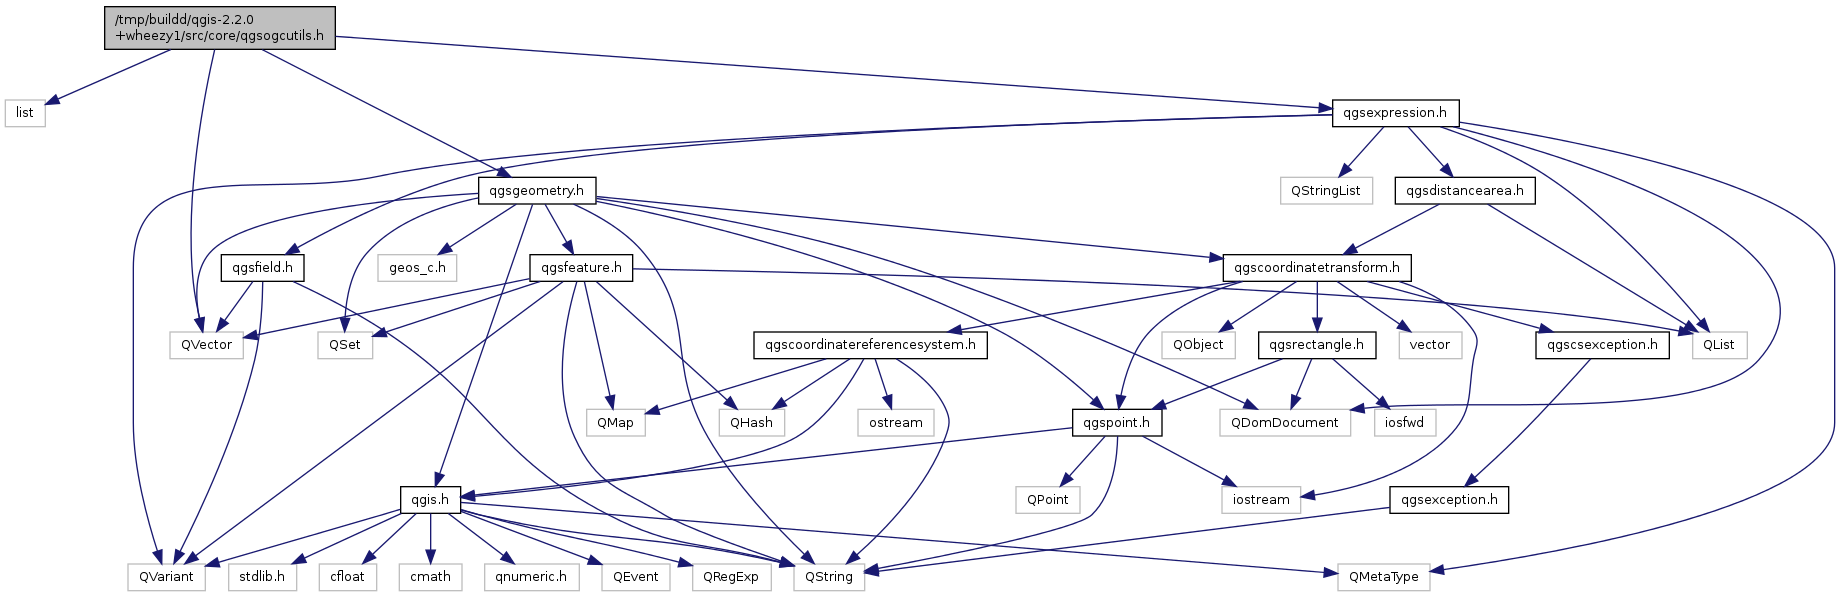 /tmp/buildd/qgis-2.2.0
+wheezy1/src/core/qgsogcutils.h
list
qgsexpression.h
qgsgeometry.h
QStringList
qgsdistancearea.h
qgsfield.h
geos_c.h
qgsfeature.h
qgscoordinatetransform.h
QVector
QSet
qgscoordinatereferencesystem.h
QObject
qgsrectangle.h
vector
qgscsexception.h
QList
QMap
QHash
ostream
qgspoint.h
QDomDocument
iosfwd
qgis.h
QPoint
iostream
qgsexception.h
QVariant
stdlib.h
cfloat
cmath
qnumeric.h
QEvent
QRegExp
QString
QMetaType